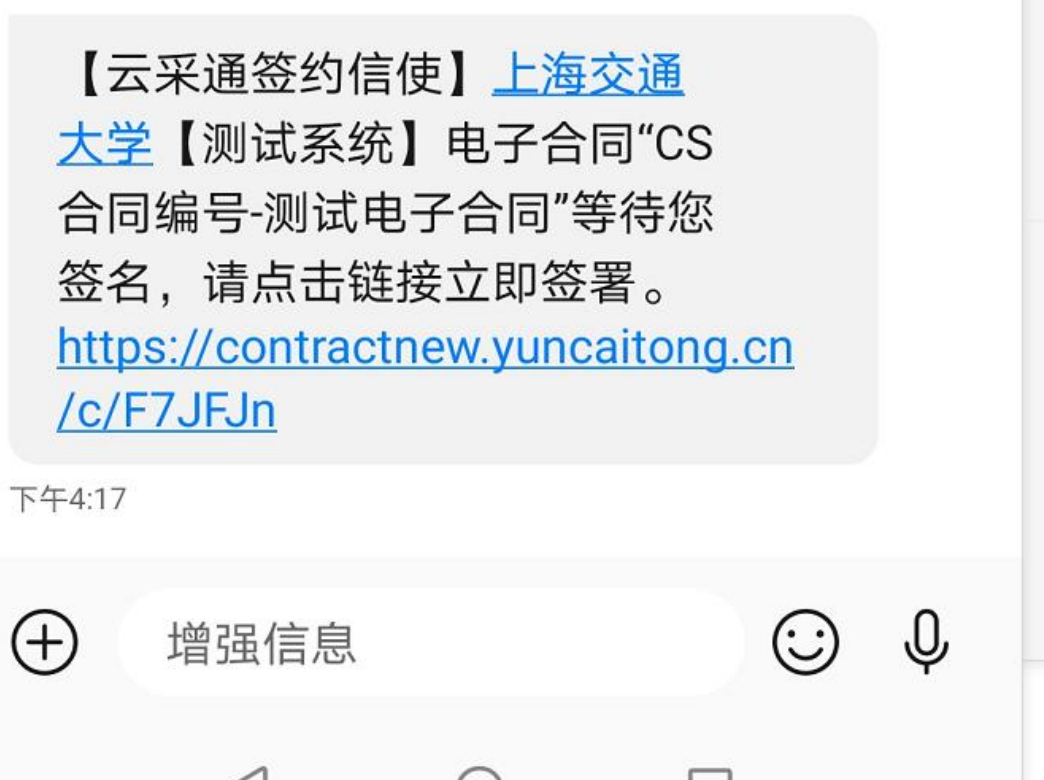 【云采通签约信使】上海交通
大学【测试系统】电子合同“CS
合同编号-测试电子合同”等待您
签名，请点击链接立即签署。
https://contractnew.yuncaitong.cn
/c/F7JFJn
下午4:17
增强信息